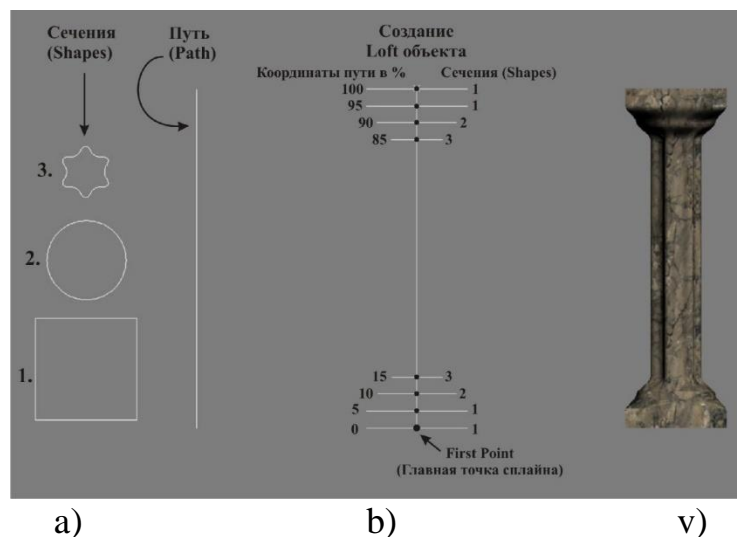 Сечения
(Shapes)
Путь
(Path)
3.
2.
1.
Создание
Loft объекта
Координаты пути в % Сечения (Shapes)
100 1
95 1
90 2
85 3
15 3
10 2
5 1
0 1
First Point
(Главная точка сплайна)
a) b) v)